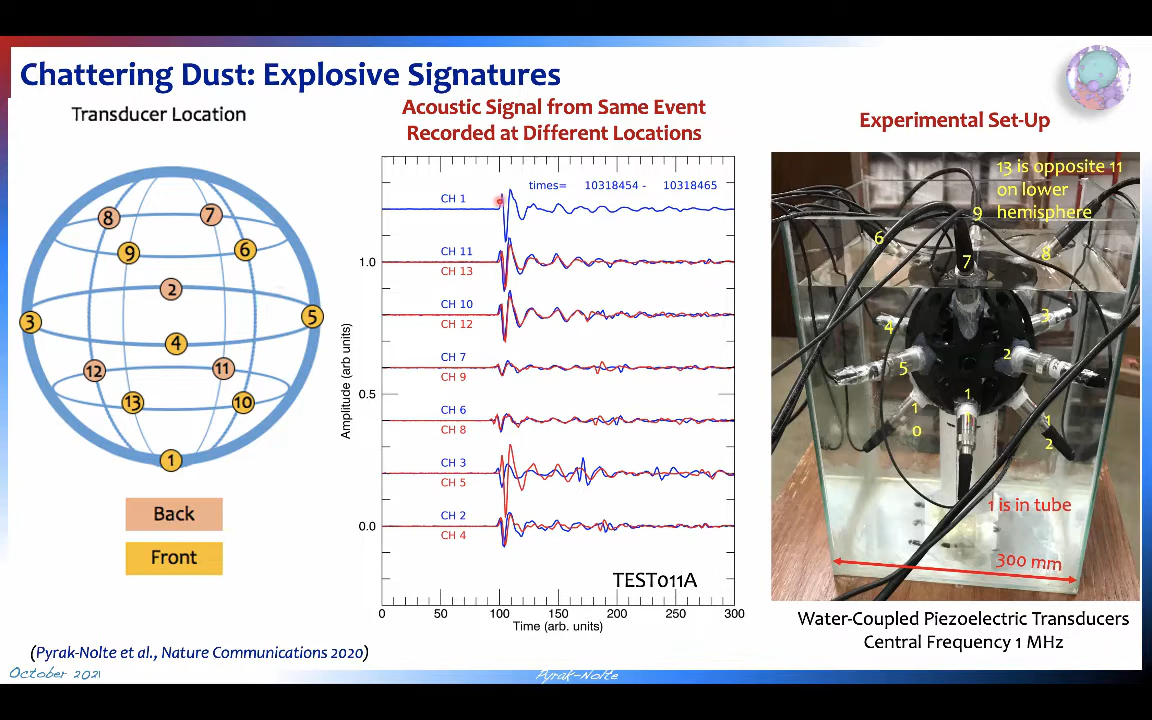 Chattering Dust: Explosive Signatures
Transducer Location
8
7
9
6
2
3
5
4
12
11
13
10
1
Back
Front
(Pyrak-Nolte et al., Nature Communications 2020)
Acoustic Signal from Same Event
Recorded at Different Locations
times= 10318454 - 10318465
CH 1
CH 11
CH 13
CH 10
CH 12
CH 7
CH 9
CH 6
CH 8
CH 3
CH 5
CH 2
CH 4
TEST011A
1.0
0.5
0.0
Amplitude (arb units)
0 50 100 150 200 250 300
Time (arb. units)
Experimental Set-Up
13 is opposite 11
on lower
hemisphere
9
6
8
7
3
4
2
5
1
1
0
1
2
1 is in tube
300 mm
Water-Coupled Piezoelectric Transducers
Central Frequency 1 MHz
October 2021
Pyrak-Nolte